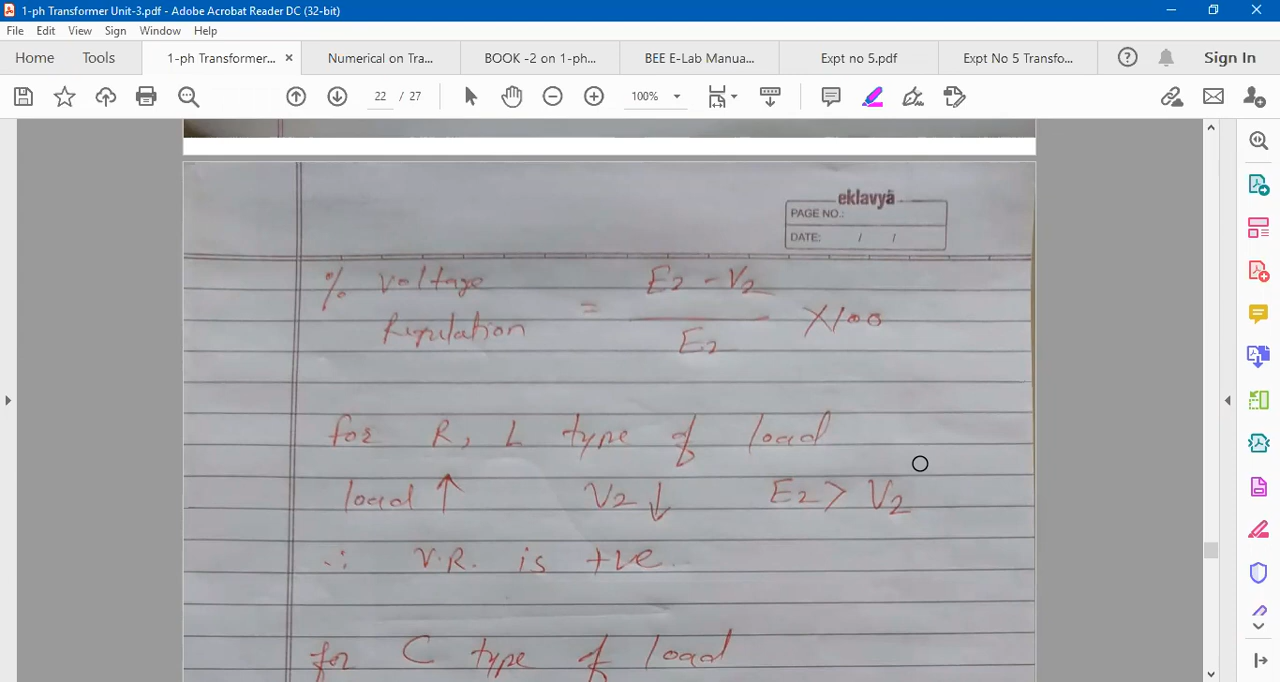 1-ph Transformer Unit-3.pdf - Adobe Acrobat Reader DC (32-bit)
File Edit View Sign Window Help
Home Tools 1-ph Transformer... × Numerical on Tra... BOOK -2 on 1-ph... BEE E-Lab Manua... Expt no 5.pdf Expt No 5 Transfo... Sign In
22 / 27 100%
eklavyā
PAGE NO.:
DATE: / /
% voltage Regulation = E2 - V2 / E2 × 100
for R, L type of load
load ↑ V2 ↓ E2 > V2
∴ V.R. is +ve.
for C type of load